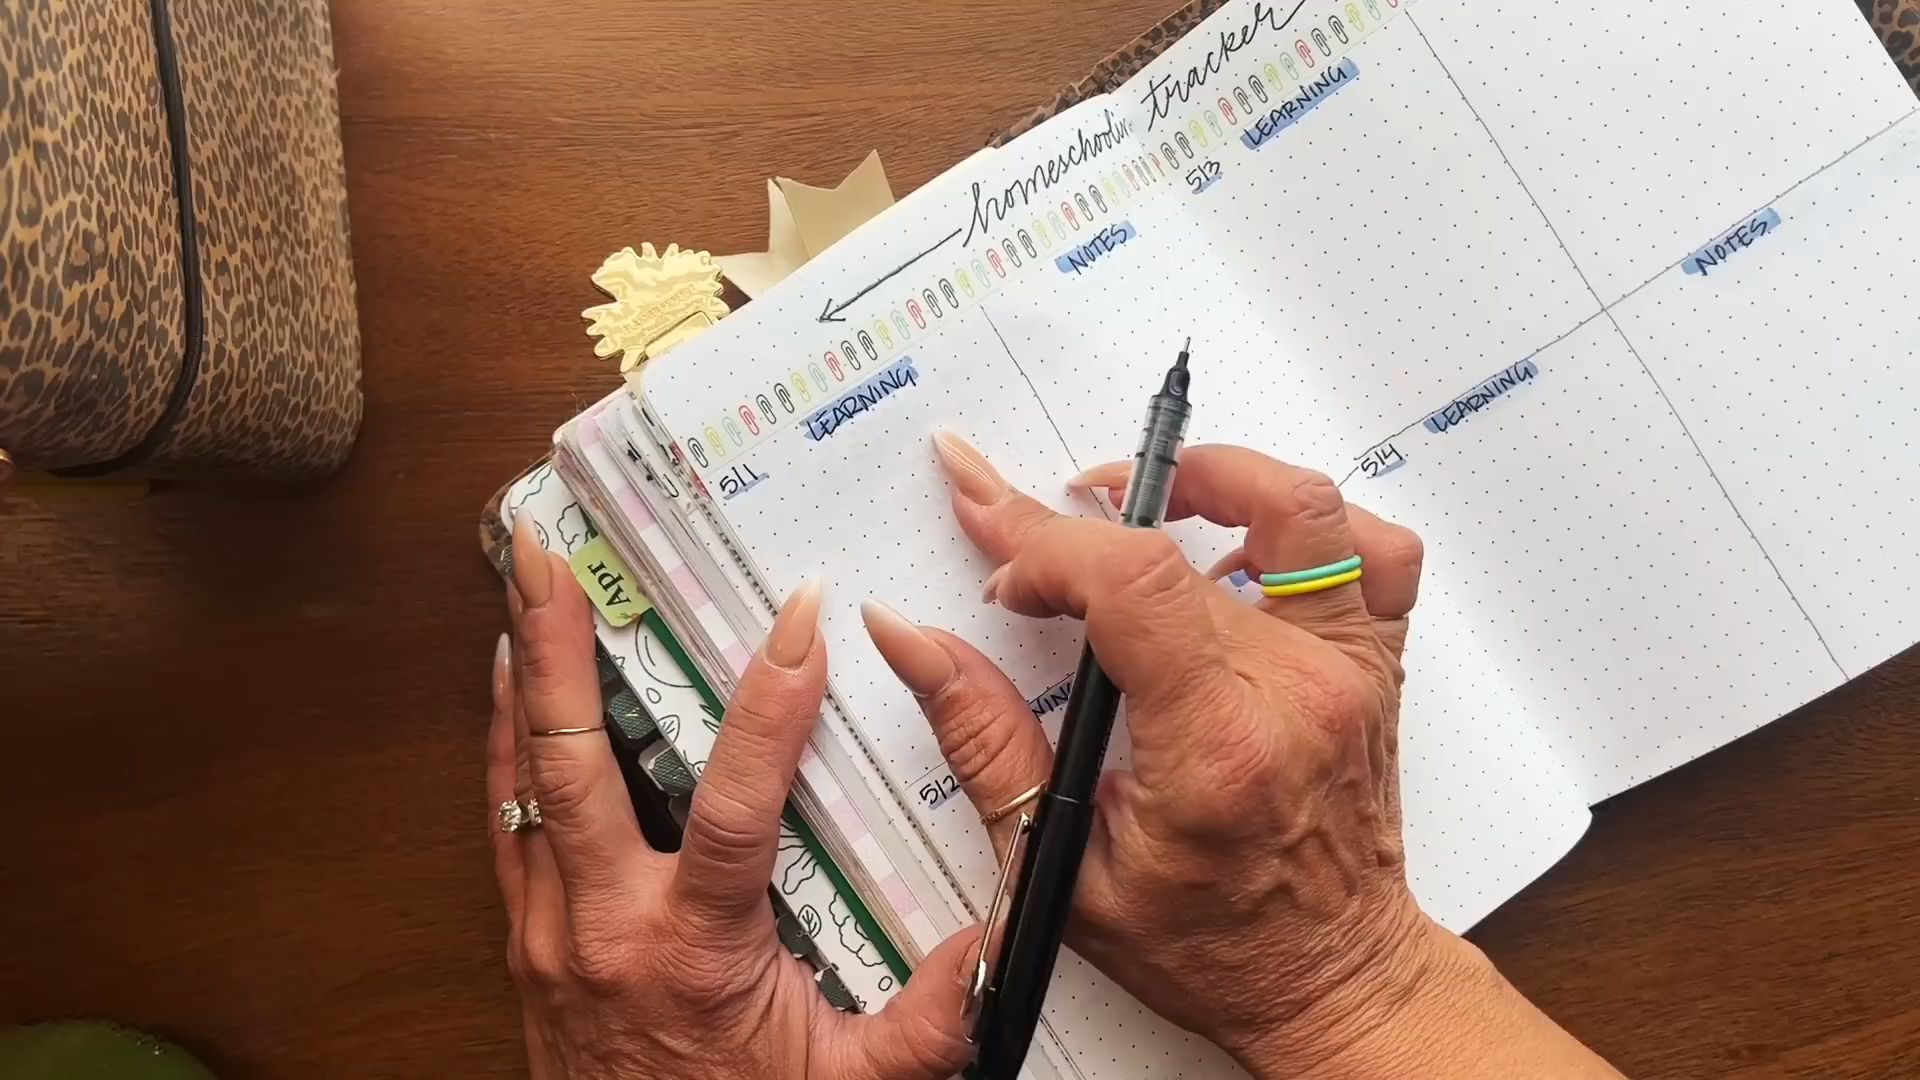 homeschooling tracker
LEARNING
NOTES
5/1
5/2
LEARNING
5/3
NOTES
LEARNING
5/4
Apr